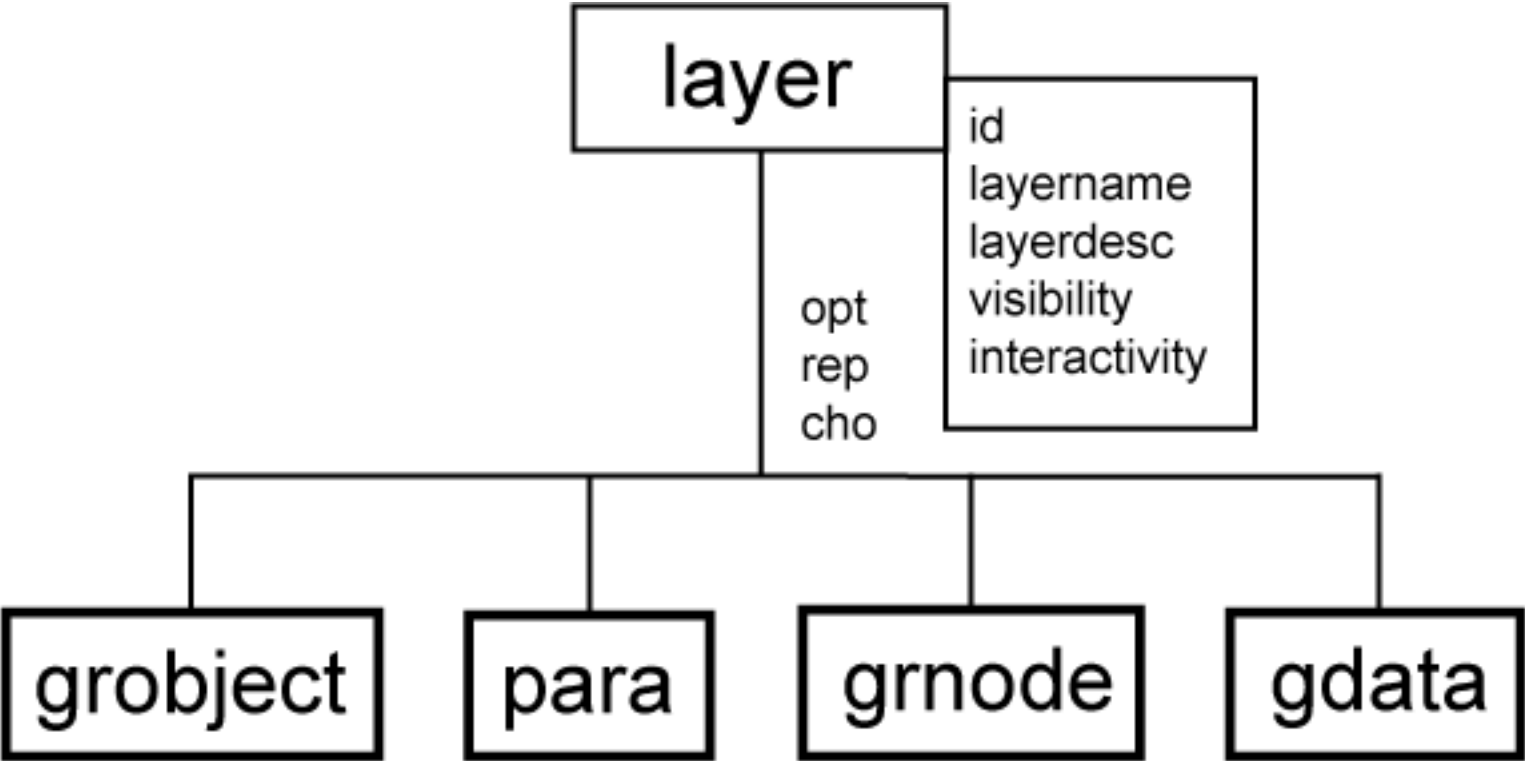 layer
id
layername
layerdesc
visibility
interactivity
opt
rep
cho
grobject
para
grnode
gdata